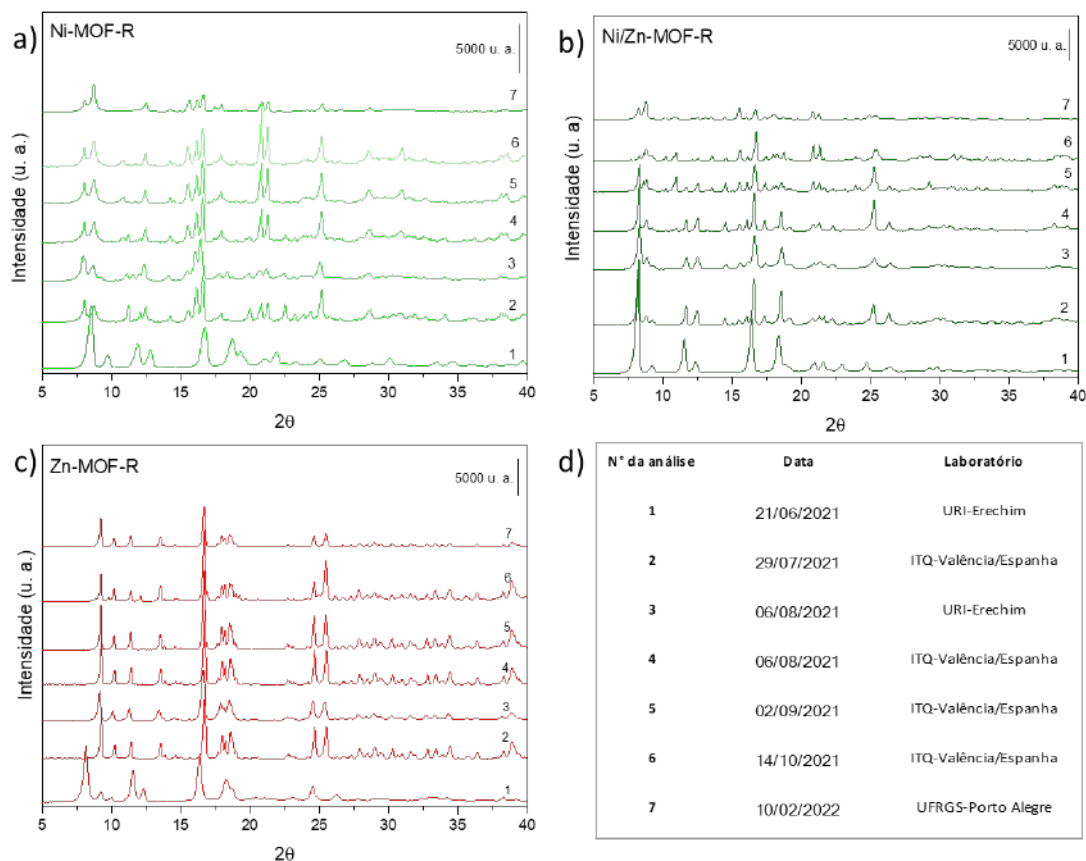 a)
Ni-MOF-R
5000 u. a.
Intensidade (u. a.)
7
6
5
4
3
2
1
5 10 15 20 25 30 35 40
2θ
b)
Ni/Zn-MOF-R
5000 u. a.
Intensidade (u. a)
7
6
5
4
3
2
1
5 10 15 20 25 30 35 40
2θ
c)
Zn-MOF-R
5000 u. a.
Intensidade (u. a.)
7
6
5
4
3
2
1
5 10 15 20 25 30 35 40
2θ
d)
N° da análise Data Laboratório
1 21/06/2021 URI-Erechim
2 29/07/2021 ITQ-Valência/Espanha
3 06/08/2021 URI-Erechim
4 06/08/2021 ITQ-Valência/Espanha
5 02/09/2021 ITQ-Valência/Espanha
6 14/10/2021 ITQ-Valência/Espanha
7 10/02/2022 UFRGS-Porto Alegre